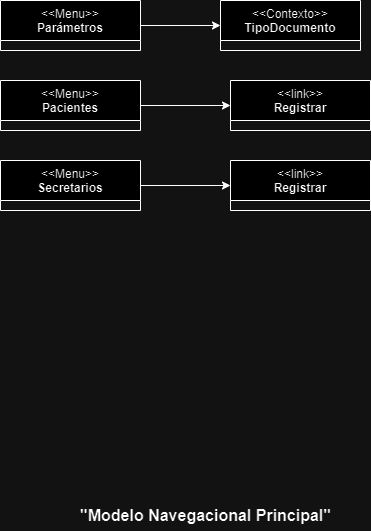 <<Menu>>
Parámetros
<<Contexto>>
TipoDocumento
<<Menu>>
Pacientes
<<link>>
Registrar
<<Menu>>
Secretarios
<<link>>
Registrar
"Modelo Navegacional Principal"